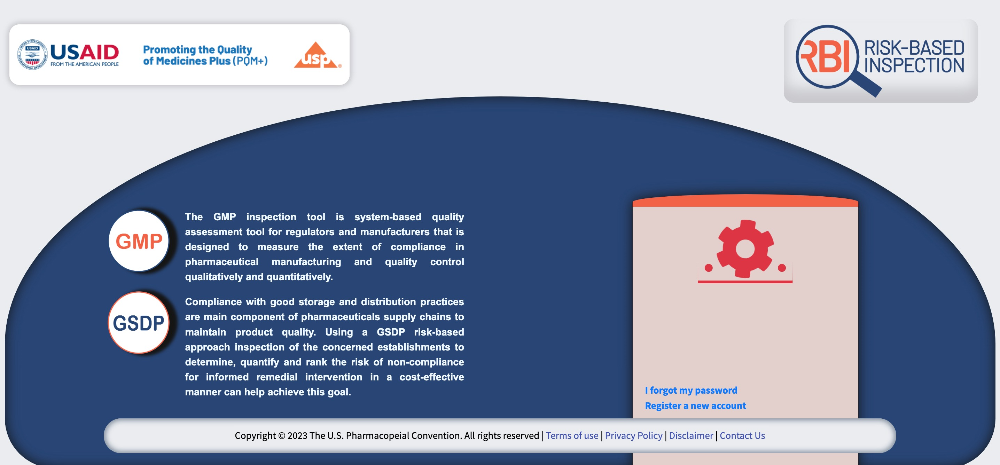 USAID
FROM THE AMERICAN PEOPLE
UNITED STATES AGENCY
INTERNATIONAL DEVELOPMENT
USAID
Promoting the Quality
of Medicines Plus (PQM+)
usp®
RBI
RISK-BASED
INSPECTION
GMP
The GMP inspection tool is system-based quality
assessment tool for regulators and manufacturers that is
designed to measure the extent of compliance in
pharmaceutical manufacturing and quality control
qualitatively and quantitatively.
GSDP
Compliance with good storage and distribution practices
are main component of pharmaceuticals supply chains to
maintain product quality. Using a GSDP risk-based
approach inspection of the concerned establishments to
determine, quantify and rank the risk of non-compliance
for informed remedial intervention in a cost-effective
manner can help achieve this goal.
I forgot my password
Register a new account
Copyright © 2023 The U.S. Pharmacopeial Convention. All rights reserved | Terms of use | Privacy Policy | Disclaimer | Contact Us